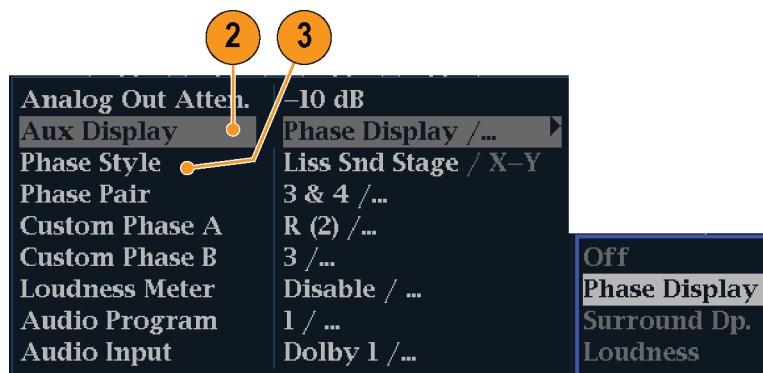 2 3
Analog Out Atten. –10 dB
Aux Display Phase Display /...
Phase Style Liss Snd Stage / X–Y
Phase Pair 3 & 4 /...
Custom Phase A R (2) /...
Custom Phase B 3 /...
Loudness Meter Disable / ...
Audio Program 1 / ...
Audio Input Dolby 1 /...
Off
Phase Display
Surround Dp.
Loudness